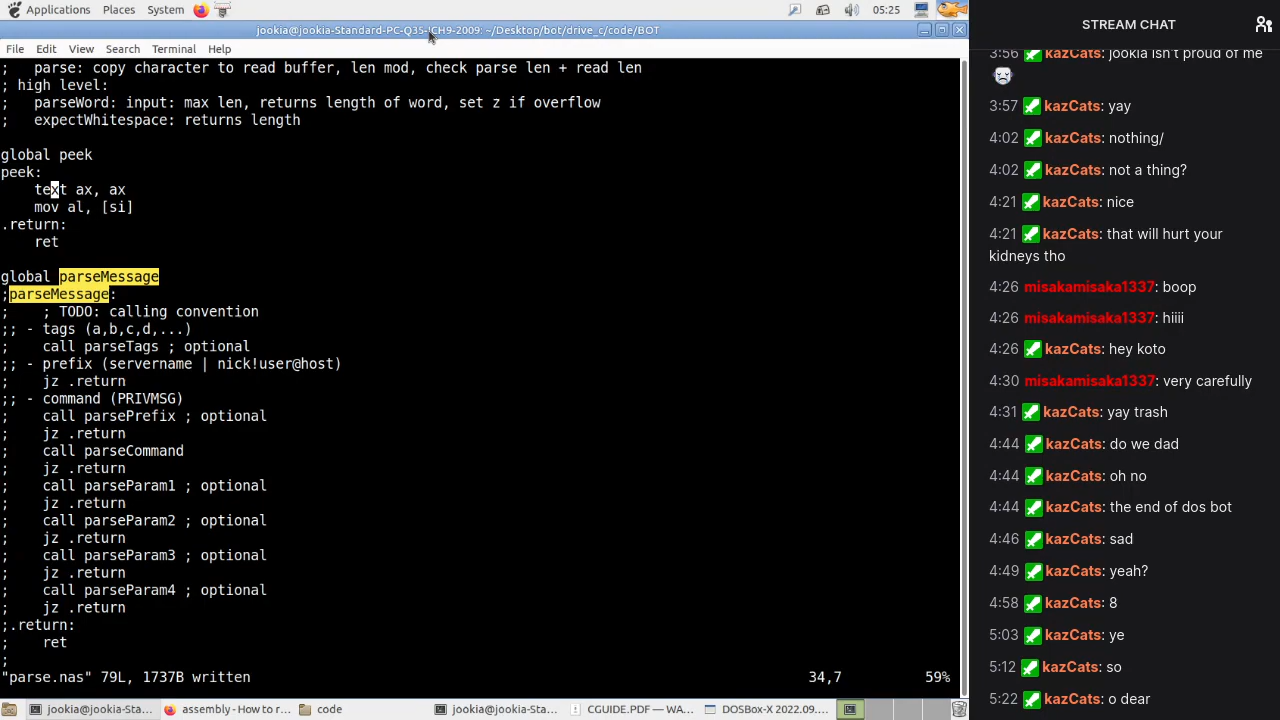 Applications Places System
05:25
jookia@jookia-Standard-PC-Q35-ICH9-2009: ~/Desktop/bot/drive_c/code/BOT
File Edit View Search Terminal Help
;   parse: copy character to read buffer, len mod, check parse len + read len
; high level:
;   parseWord: input: max len, returns length of word, set z if overflow
;   expectWhitespace: returns length
global peek
peek:
    text ax, ax
    mov al, [si]
.return:
    ret
global parseMessage
;parseMessage:
;    ; TODO: calling convention
;; - tags (a,b,c,d,...)
;    call parseTags ; optional
;; - prefix (servername | nick!user@host)
;    jz .return
;; - command (PRIVMSG)
;    call parsePrefix ; optional
;    jz .return
;    call parseCommand
;    jz .return
;    call parseParam1 ; optional
;    jz .return
;    call parseParam2 ; optional
;    jz .return
;    call parseParam3 ; optional
;    jz .return
;    call parseParam4 ; optional
;    jz .return
;.return:
;    ret
;
"parse.nas" 79L, 1737B written 34,7 59%
jookia@jookia-Sta... assembly - How to r... ce jookia@jookia-Sta... CGUIDE.PDF — WA... DOSBox-X 2022.09....
STREAM CHAT
3:56 kazCats: jookia isn't proud of me
3:57 kazCats: yay
4:02 kazCats: nothing/
4:02 kazCats: not a thing?
4:21 kazCats: nice
4:21 kazCats: that will hurt your
kidneys tho
4:26 misakamisaka1337: boop
4:26 misakamisaka1337: hiiii
4:26 kazCats: hey koto
4:30 misakamisaka1337: very carefully
4:31 kazCats: yay trash
4:44 kazCats: do we dad
4:44 kazCats: oh no
4:44 kazCats: the end of dos bot
4:46 kazCats: sad
4:49 kazCats: yeah?
4:58 kazCats: 8
5:03 kazCats: ye
5:12 kazCats: so
5:22 kazCats: o dear